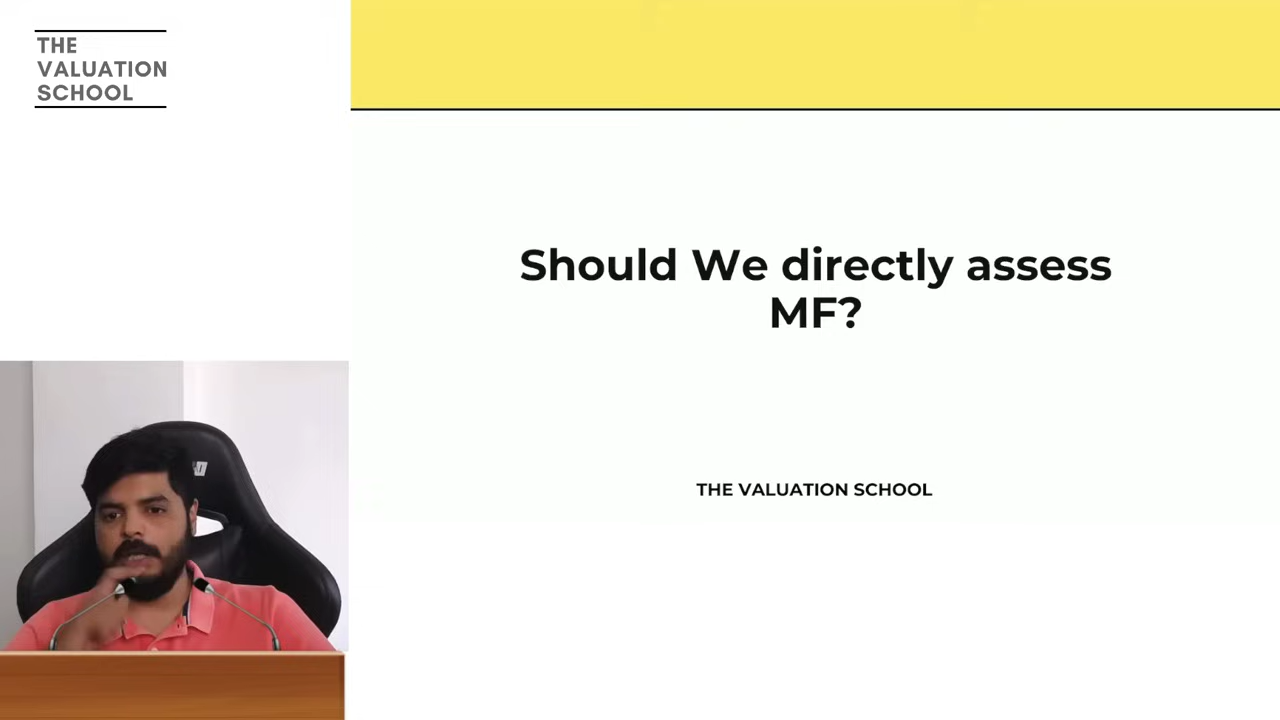 THE
VALUATION
SCHOOL
Should We directly assess
MF?
THE VALUATION SCHOOL